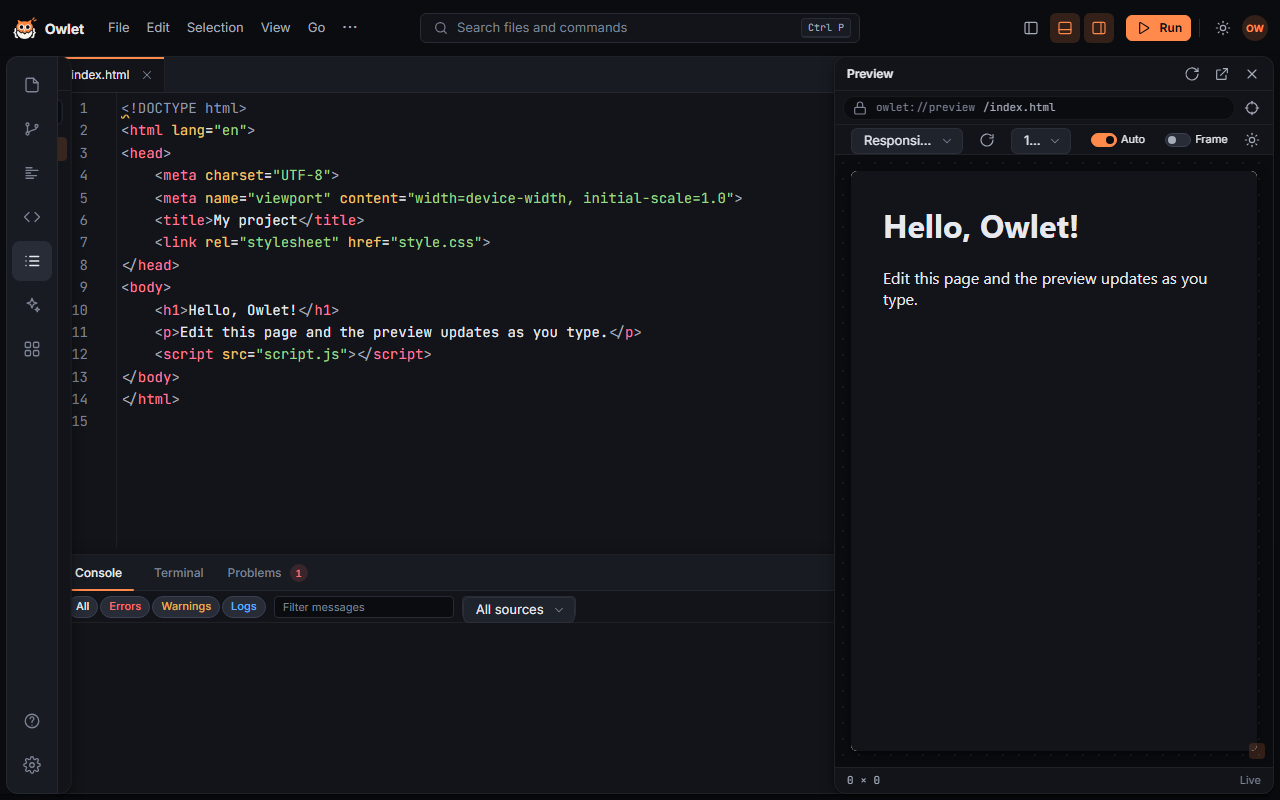 Owlet
File Edit Selection View Go ···
Search files and commands Ctrl P
Run
OW
index.html
1 <!DOCTYPE html>
2 <html lang="en">
3 <head>
4 <meta charset="UTF-8">
5 <meta name="viewport" content="width=device-width, initial-scale=1.0">
6 <title>My project</title>
7 <link rel="stylesheet" href="style.css">
8 </head>
9 <body>
10 <h1>Hello, Owlet!</h1>
11 <p>Edit this page and the preview updates as you type.</p>
12 <script src="script.js"></script>
13 </body>
14 </html>
15
Console Terminal Problems 1
All Errors Warnings Logs Filter messages All sources
Preview
owlet://preview /index.html
Responsi... 1... Auto Frame
Hello, Owlet!
Edit this page and the preview updates as you
type.
0 × 0 Live